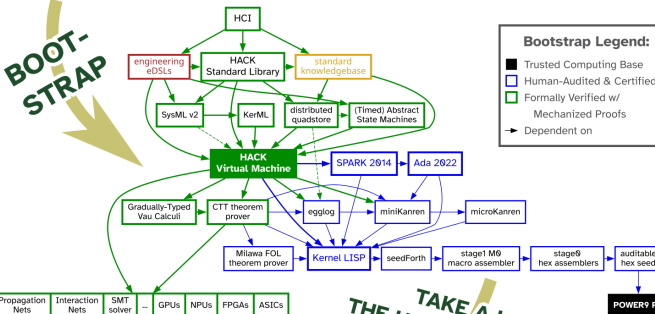 HCI
BOOT-
STRAP
engineering
eDSLs
HACK
Standard Library
standard
knowledgebase
Bootstrap Legend:
Trusted Computing Base
Human-Audited & Certified
Formally Verified w/
Mechanized Proofs
Dependent on
SysML v2
KerML
distributed
quadstore
(Timed) Abstract
State Machines
HACK
Virtual Machine
SPARK 2014
Ada 2022
Gradually-Typed
Vau Calculi
CTT theorem
prover
egglog
miniKanren
microKanren
Milawa FOL
theorem prover
Kernel LISP
seedForth
stage1 M0
macro assembler
stage0
hex assemblers
auditable
hex seed
Propagation
Nets
Interaction
Nets
SMT
solver
...
GPUs
NPUs
FPGAs
ASICs
TAKE A
THE
POWER9